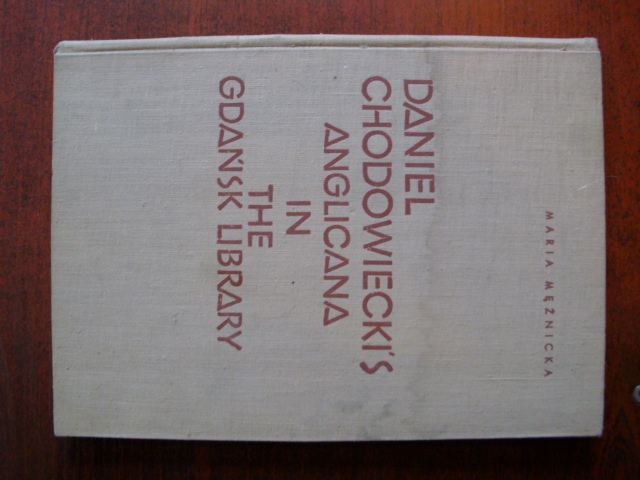 MARIA MĘŻNICKA
DANIEL
CHODOWIECKI'S
ANGLICANA
IN
THE
GDAŃSK LIBRARY